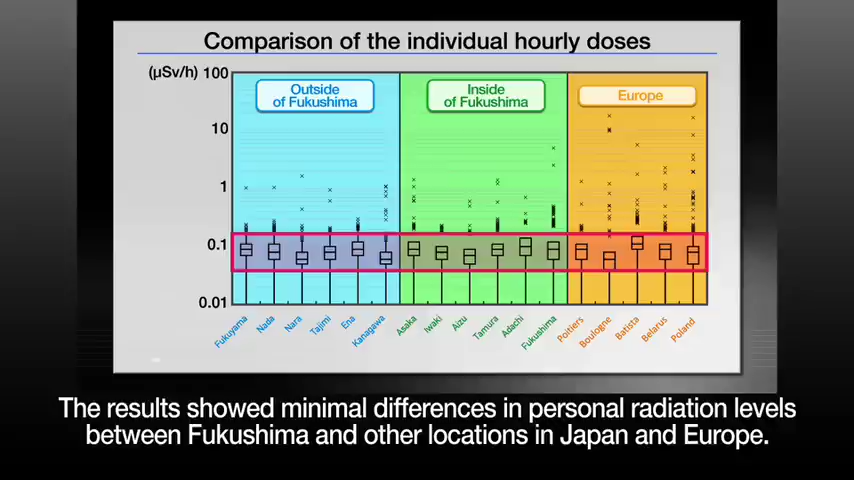 Comparison of the individual hourly doses
(μSv/h)
100
10
1
0.1
0.01
Outside
of Fukushima
Inside
of Fukushima
Europe
Fukuyama
Nada
Nara
Tajimi
Ena
Kanagawa
Asaka
Iwaki
Aizu
Tamura
Adachi
Fukushima
Poitiers
Boulogne
Batista
Belarus
Poland
The results showed minimal differences in personal radiation levels
between Fukushima and other locations in Japan and Europe.